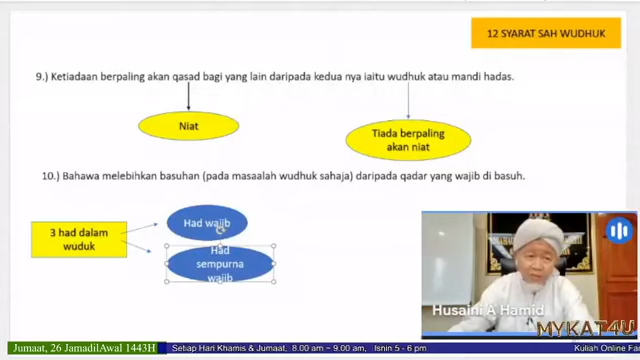 12 SYARAT SAH WUDHUK
9.) Ketiadaan berpaling akan qasad bagi yang lain daripada kedua nya iaitu wudhuk atau mandi hadas.
Niat
Tiada berpaling
akan niat
10.) Bahawa melebihkan basuhan (pada masaalah wudhuk sahaja) daripada qadar yang wajib di basuh.
3 had dalam
wuduk
Had wajib
Had
sempurna
wajib
Husaini A Hamid
MYKAT4U
Jumaat, 26 JamadilAwal 1443H
Setiap Hari Khamis & Jumaat, 8.00 am ~ 9.00 am, Isnin 5 - 6 pm
Kuliah Online Fa